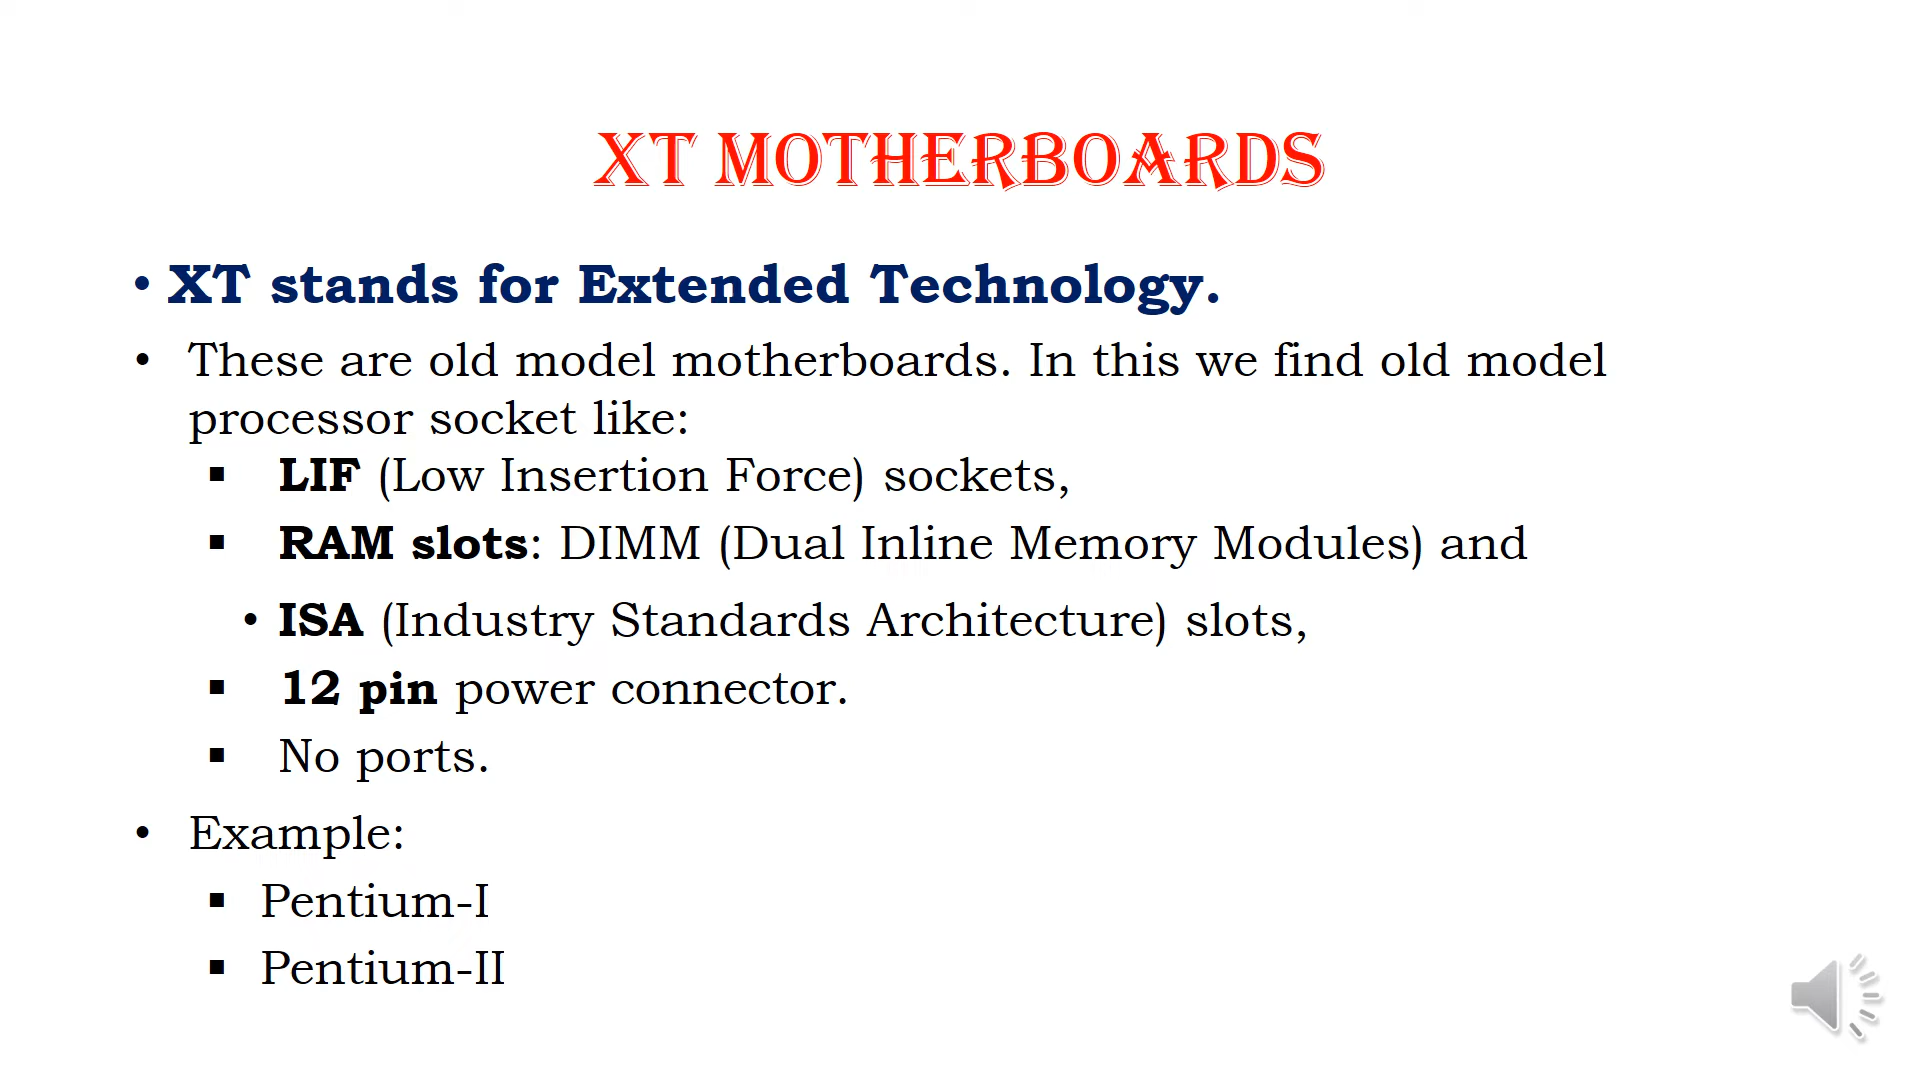 XT MOTHERBOARDS
• XT stands for Extended Technology.
• These are old model motherboards. In this we find old model
processor socket like:
▪ LIF (Low Insertion Force) sockets,
▪ RAM slots: DIMM (Dual Inline Memory Modules) and
• ISA (Industry Standards Architecture) slots,
▪ 12 pin power connector.
▪ No ports.
• Example:
▪ Pentium-I
▪ Pentium-II